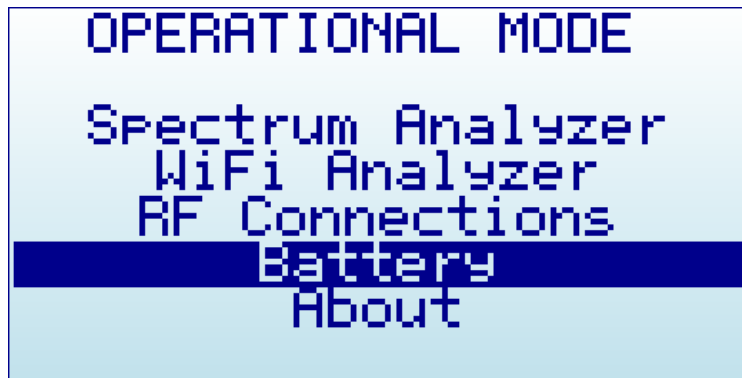 OPERATIONAL MODE
Spectrum Analyzer
WiFi Analyzer
RF Connections
Battery
About